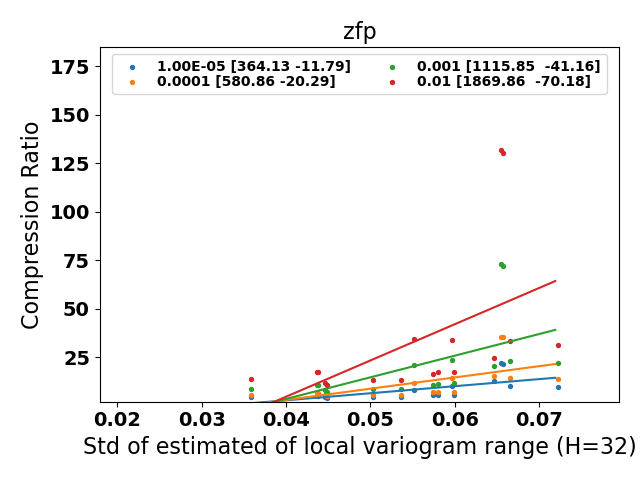 zfp
1.00E-05 [364.13 -11.79]
0.0001 [580.86 -20.29]
0.001 [1115.85  -41.16]
0.01 [1869.86  -70.18]
Compression Ratio
175
150
125
100
75
50
25
0.02 0.03 0.04 0.05 0.06 0.07
Std of estimated of local variogram range (H=32)